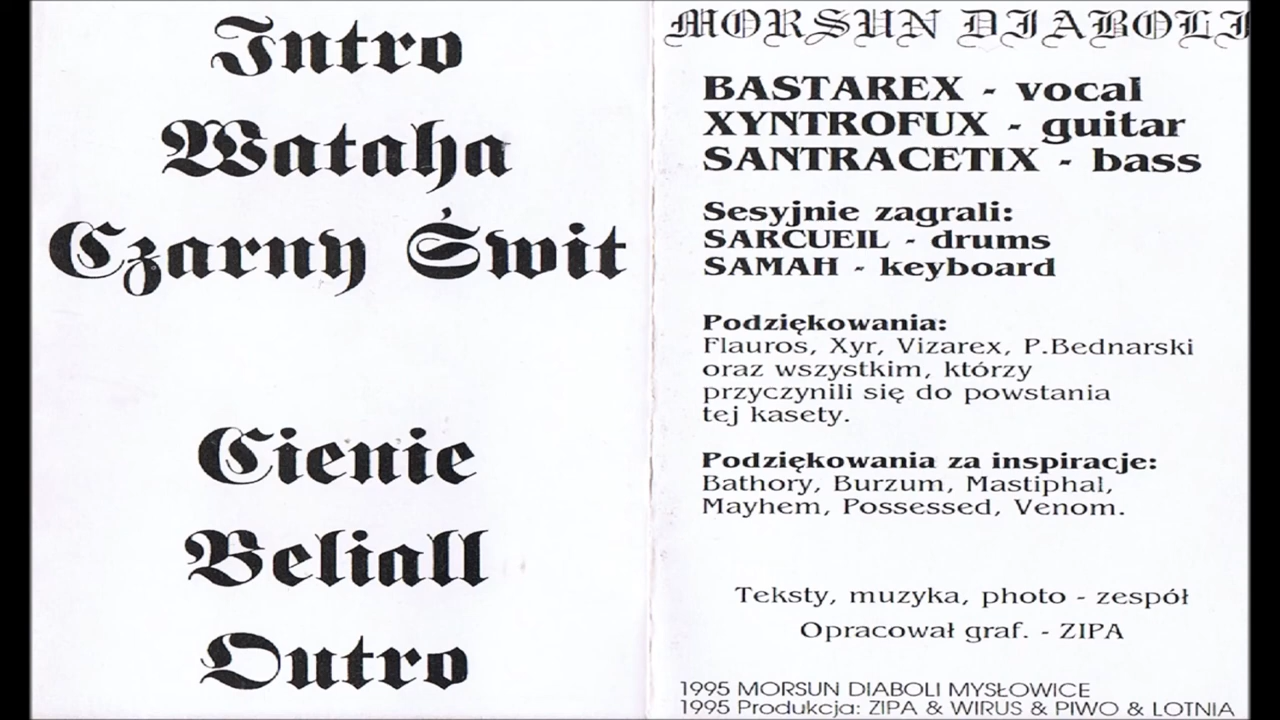 Intro
Wataha
Czarny Świt
Cienie
Beliall
Outro
MORSUN DIABOLI
BASTAREX - vocal
XYNTROFUX - guitar
SANTRACETIX - bass
Sesyjnie zagrali:
SARCUEIL - drums
SAMAH - keyboard
Podziękowania:
Flauros, Xyr, Vizarex, P.Bednarski
oraz wszystkim, którzy
przyczynili się do powstania
tej kasety.
Podziękowania za inspiracje:
Bathory, Burzum, Mastiphal,
Mayhem, Possessed, Venom.
Teksty, muzyka, photo - zespół
Opracował graf. - ZIPA
1995 MORSUN DIABOLI MYSŁOWICE
1995 Produkcja: ZIPA & WIRUS & PIWO & LOTNIA